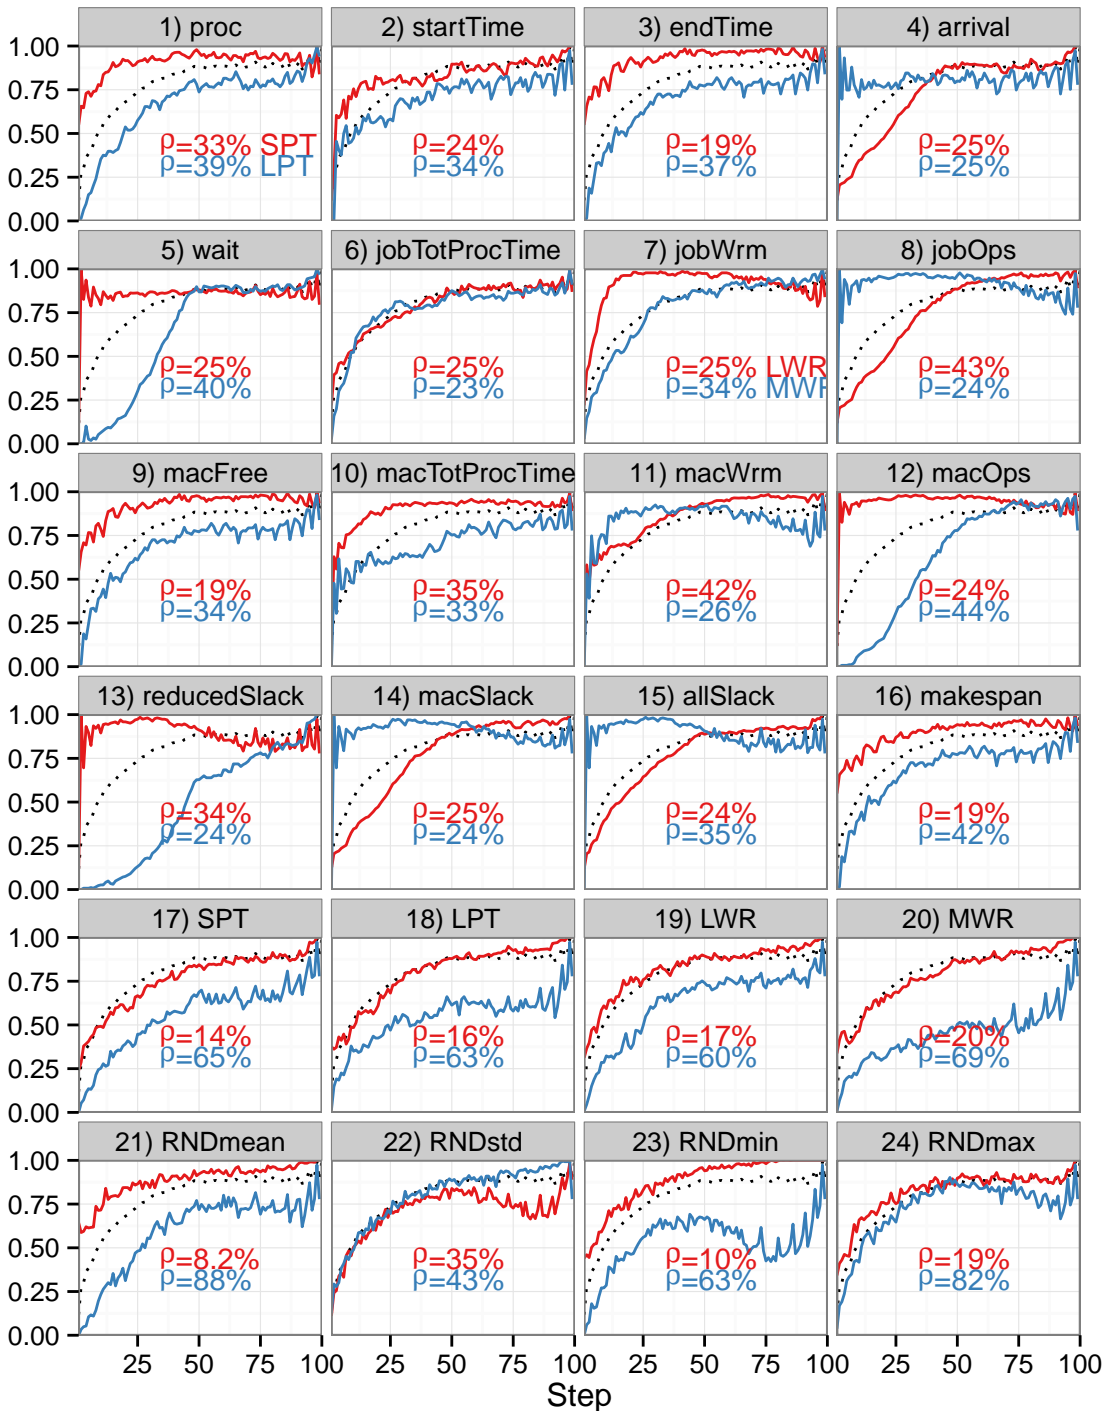 1) proc 2) startTime 3) endTime 4) arrival
1.00
0.75
0.50
ρ=33% SPT ρ=24% ρ=19% ρ=25%
ρ=39% LPT ρ=34% ρ=37% ρ=25%
0.25
0.00
5) wait 6) jobTotProcTime 7) jobWrm 8) jobOps
1.00
0.75
0.50
ρ=25% ρ=25% ρ=25% LWR ρ=43%
ρ=40% ρ=23% ρ=34% MWR ρ=24%
0.25
0.00
9) macFree 10) macTotProcTime 11) macWrm 12) macOps
1.00
0.75
0.50
ρ=19% ρ=35% ρ=42% ρ=24%
ρ=34% ρ=33% ρ=26% ρ=44%
0.25
0.00
13) reducedSlack 14) macSlack 15) allSlack 16) makespan
1.00
0.75
0.50
ρ=34% ρ=25% ρ=24% ρ=19%
ρ=24% ρ=24% ρ=35% ρ=42%
0.25
0.00
17) SPT 18) LPT 19) LWR 20) MWR
1.00
0.75
0.50
ρ=14% ρ=16% ρ=17% ρ=20%
ρ=65% ρ=63% ρ=60% ρ=69%
0.25
0.00
21) RNDmean 22) RNDstd 23) RNDmin 24) RNDmax
1.00
0.75
0.50
ρ=8.2% ρ=35% ρ=10% ρ=19%
ρ=88% ρ=43% ρ=63% ρ=82%
0.25
0.00
25 50 75 100 25 50 75 100 25 50 75 100 25 50 75 100
Step